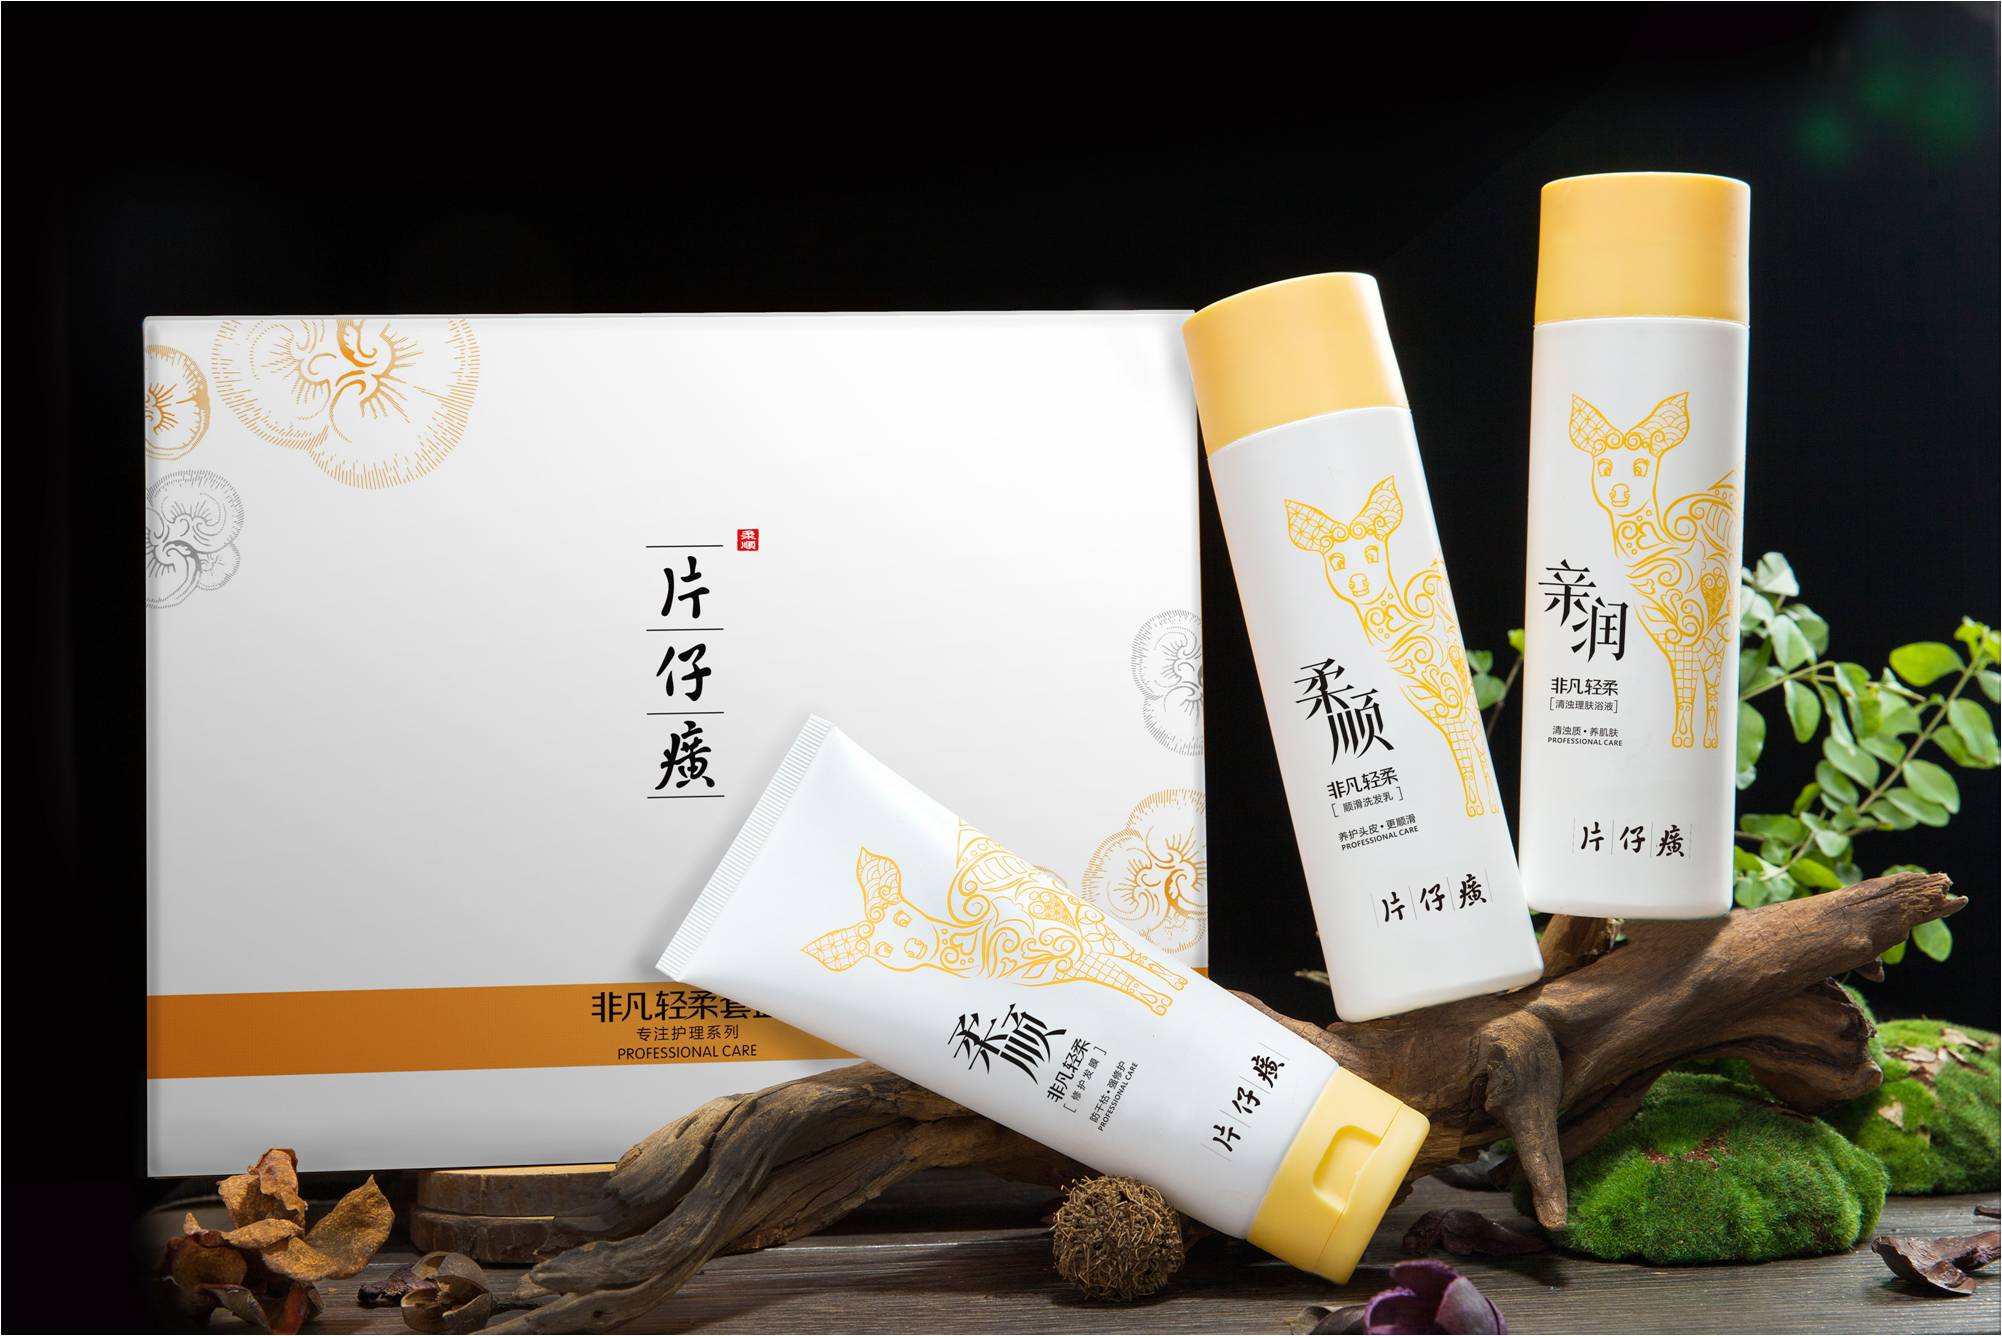 柔順
片仔癀
非凡轻柔套
专注护理系列
PROFESSIONAL CARE
柔顺
非凡轻柔
[ 修护发膜 ]
防干枯•强修护
PROFESSIONAL CARE
片仔癀
柔顺
非凡轻柔
[ 顺滑洗发乳 ]
养护头皮•更顺滑
PROFESSIONAL CARE
片仔癀
亲润
非凡轻柔
[清浊理肤浴液]
清浊质•养肌肤
PROFESSIONAL CARE
片仔癀